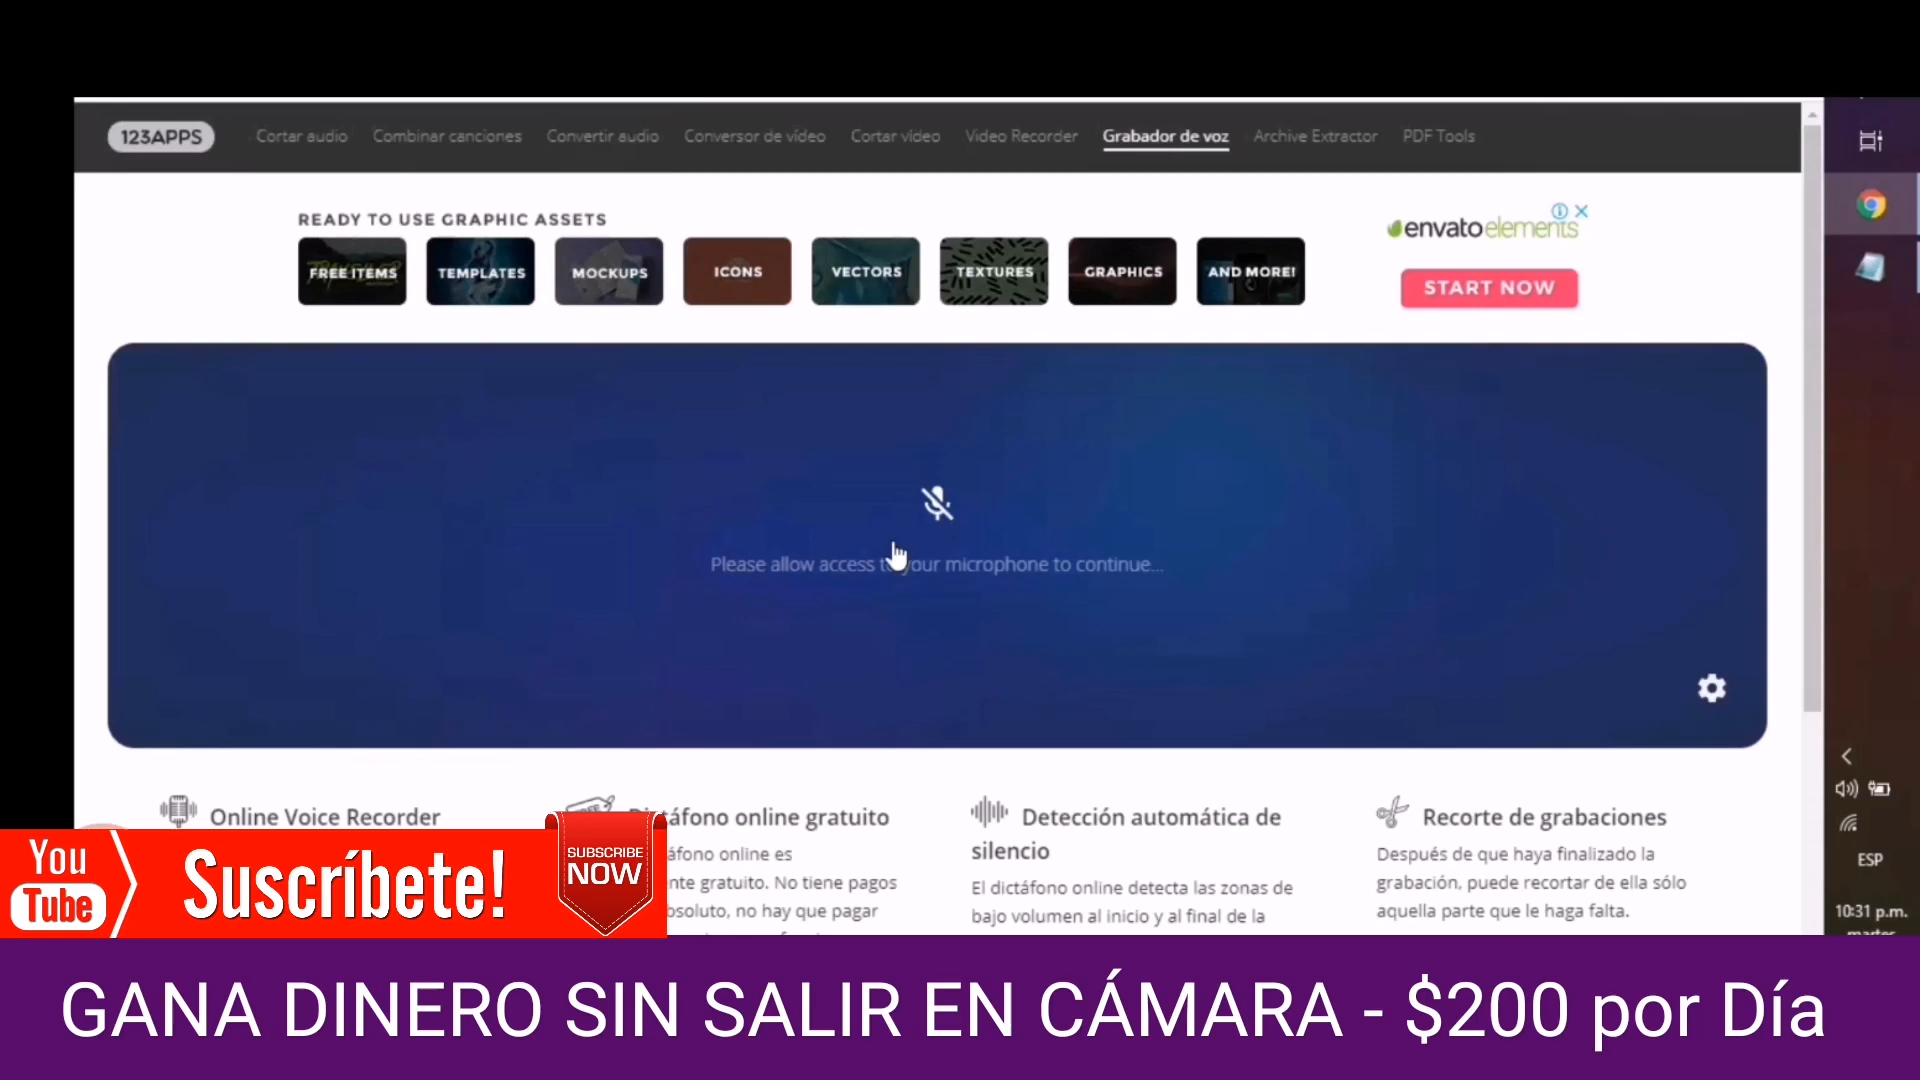 123APPS Cortar audio Combinar canciones Convertir audio Conversor de vídeo Cortar vídeo Video Recorder Grabador de voz Archive Extractor PDF Tools
READY TO USE GRAPHIC ASSETS
FREE ITEMS TEMPLATES MOCKUPS ICONS VECTORS TEXTURES GRAPHICS AND MORE!
envato elements
START NOW
Please allow access to your microphone to continue...
Online Voice Recorder
áfono online gratuito
áfono online es
nte gratuito. No tiene pagos
bsoluto, no hay que pagar
Detección automática de
silencio
El dictáfono online detecta las zonas de
bajo volumen al inicio y al final de la
Recorte de grabaciones
Después de que haya finalizado la
grabación, puede recortar de ella sólo
aquella parte que le haga falta.
ESP
10:31 p.m.
martes
You
Tube
Suscríbete!
SUBSCRIBE
NOW
GANA DINERO SIN SALIR EN CÁMARA - $200 por Día